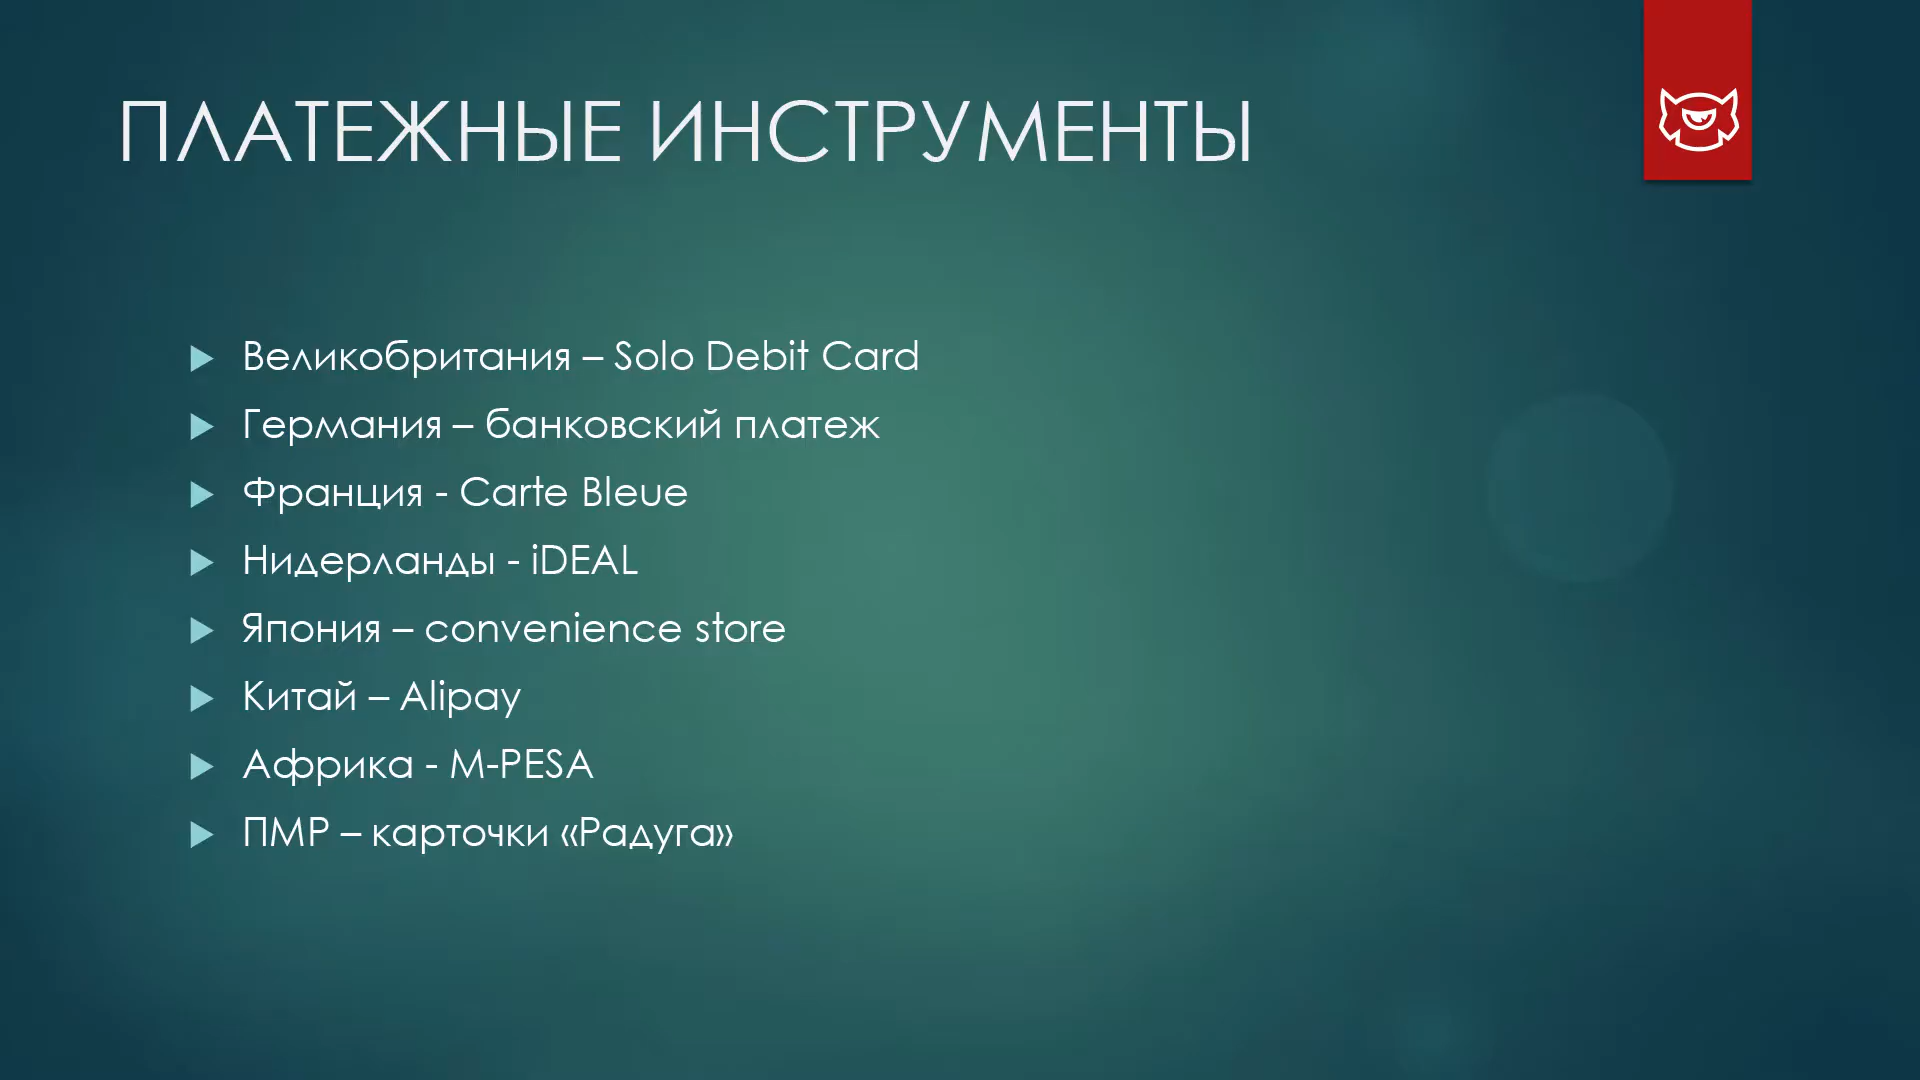 ПЛАТЕЖНЫЕ ИНСТРУМЕНТЫ
Великобритания – Solo Debit Card
Германия – банковский платеж
Франция - Carte Bleue
Нидерланды - iDEAL
Япония – convenience store
Китай – Alipay
Африка - M-PESA
ПМР – карточки «Радуга»